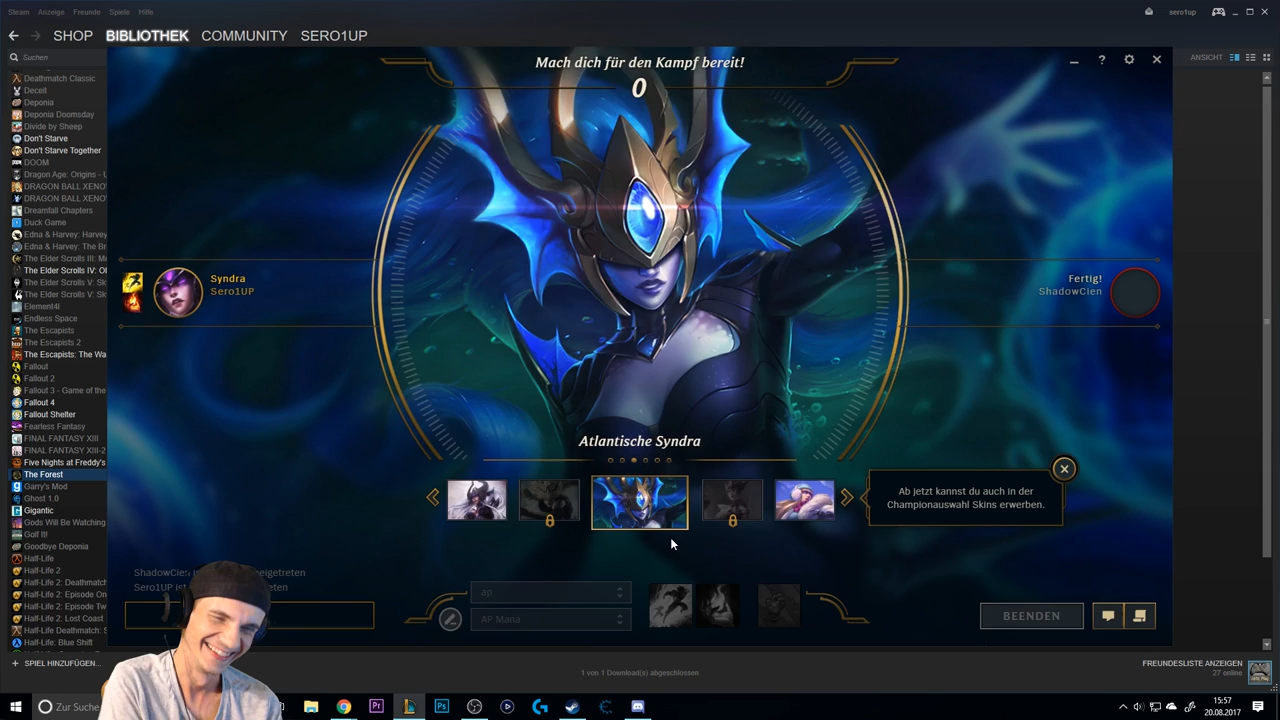 Steam Anzeige Freunde Spiele Hilfe
sero1up
SHOP BIBLIOTHEK COMMUNITY SERO1UP
Suchen
ANSICHT
Deathmatch Classic
Deceit
Deponia
Deponia Doomsday
Divide by Sheep
Don't Starve
Don't Starve Together
DOOM
Dragon Age: Origins - U
DRAGON BALL XENO
DRAGON BALL XENO
Dreamfall Chapters
Duck Game
Edna & Harvey: Harvey
Edna & Harvey: The Br
The Elder Scrolls III: Mo
The Elder Scrolls IV: Ol
The Elder Scrolls V: Sk
The Elder Scrolls V: Sk
Element4l
Endless Space
The Escapists
The Escapists 2
The Escapists: The Wa
Fallout
Fallout 2
Fallout 3 - Game of the
Fallout 4
Fallout Shelter
Fearless Fantasy
FINAL FANTASY XIII
FINAL FANTASY XIII-2
Five Nights at Freddy's
The Forest
Garry's Mod
Ghost 1.0
Gigantic
Gods Will Be Watching
Golf It!
Goodbye Deponia
Half-Life
Half-Life 2
Half-Life 2: Deathmatch
Half-Life 2: Episode On
Half-Life 2: Episode Tw
Half-Life 2: Lost Coast
Half-Life Deathmatch: S
Half-Life: Blue Shift
+ SPIEL HINZUFÜGEN...
Mach dich für den Kampf bereit!
0
Syndra
Sero1UP
Fertig!
ShadowCien
Atlantische Syndra
Ab jetzt kannst du auch in der
Championauswahl Skins erwerben.
ShadowCien eigetreten
Sero1UP ist eten
ap
AP Mana
BEENDEN
1 von 1 Download(s) abgeschlossen
FREUNDESLISTE ANZEIGEN
27 online
Zur Suche
15:57
20.08.2017